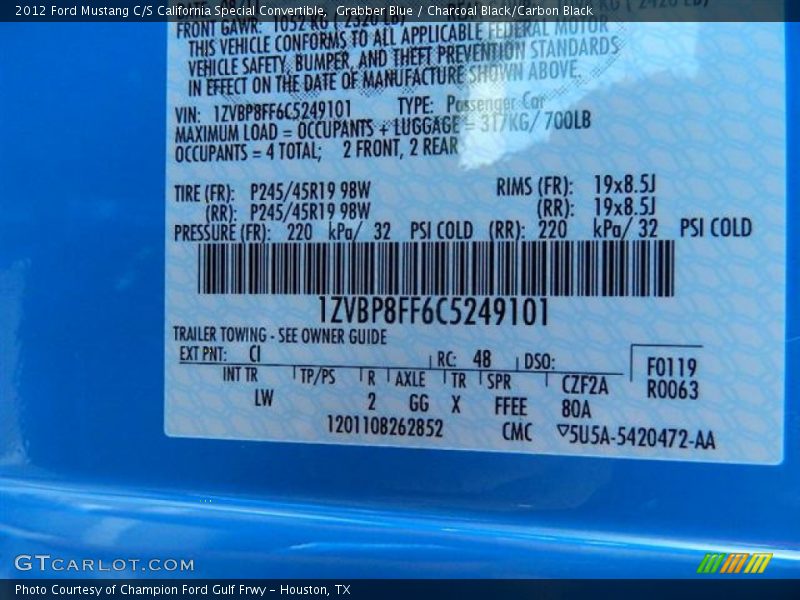 2012 Ford Mustang C/S California Special Convertible,  Grabber Blue / Charcoal Black/Carbon Black
FRONT GAWR: 1052 KG ( 2320 LB)
THIS VEHICLE CONFORMS TO ALL APPLICABLE FEDERAL MOTOR
VEHICLE SAFETY, BUMPER, AND THEFT PREVENTION STANDARDS
IN EFFECT ON THE DATE OF MANUFACTURE SHOWN ABOVE.
VIN: 1ZVBP8FF6C5249101 TYPE: Passenger Car
MAXIMUM LOAD = OCCUPANTS + LUGGAGE = 317KG/ 700LB
OCCUPANTS = 4 TOTAL; 2 FRONT, 2 REAR
TIRE (FR): P245/45R19 98W RIMS (FR): 19x8.5J
(RR): P245/45R19 98W (RR): 19x8.5J
PRESSURE (FR): 220 kPa/ 32 PSI COLD (RR): 220 kPa/ 32 PSI COLD
1ZVBP8FF6C5249101
TRAILER TOWING - SEE OWNER GUIDE
EXT PNT: CI RC: 48 DSO: F0119
INT TR TP/PS R AXLE TR SPR CZF2A R0063
LW 2 GG X FFEE 80A
1201108262852 CMC ▽5U5A-5420472-AA
GTCARLOT.COM
Photo Courtesy of Champion Ford Gulf Frwy - Houston, TX